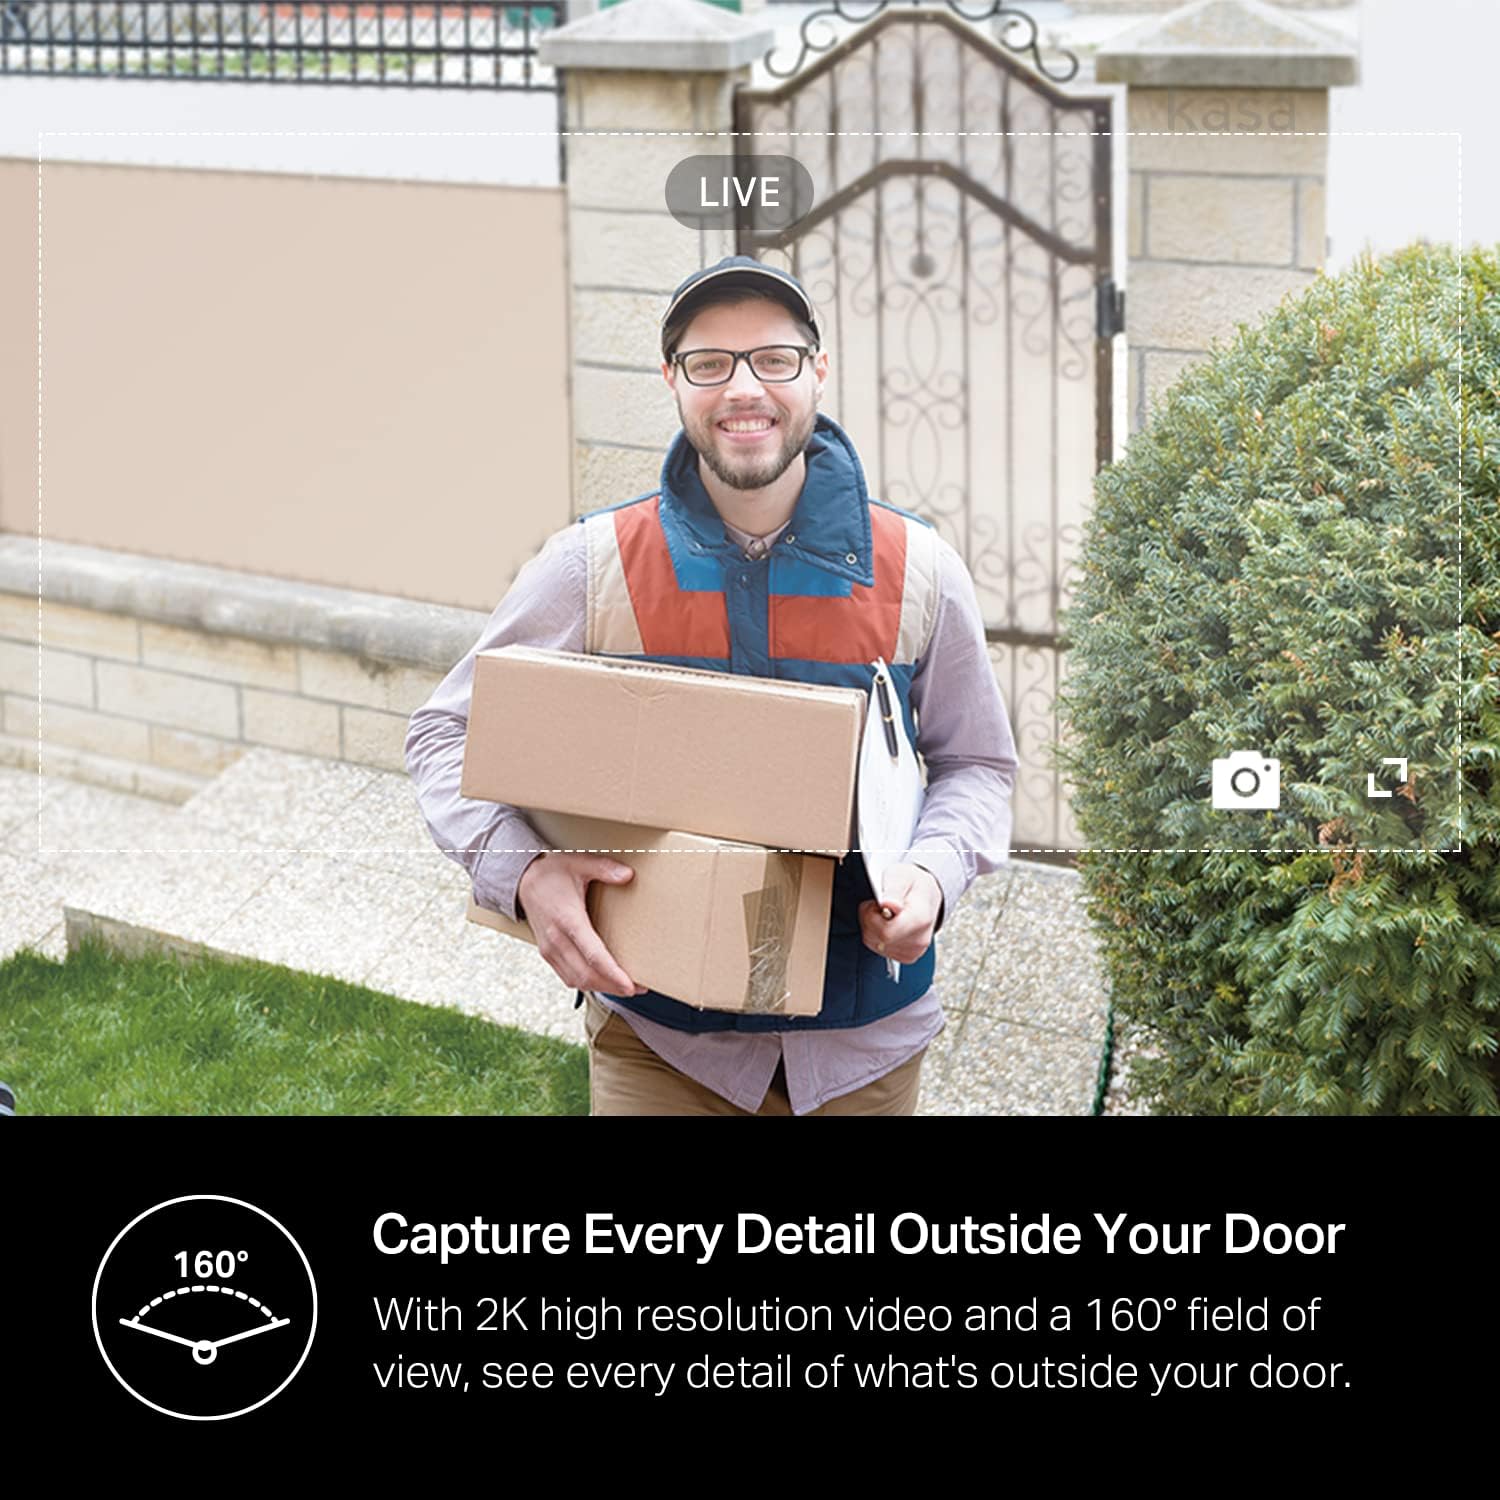 kasa
LIVE
160°
Capture Every Detail Outside Your Door
With 2K high resolution video and a 160° field of
view, see every detail of what's outside your door.